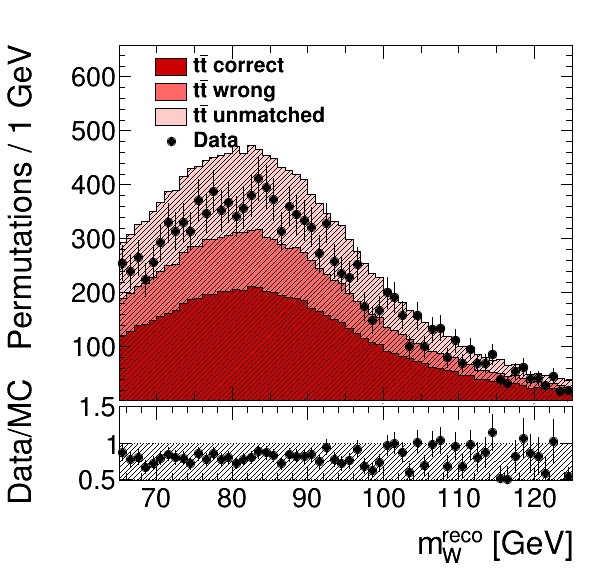 Permutations / 1 GeV
600
500
400
300
200
100
tt̄ correct
tt̄ wrong
tt̄ unmatched
Data
Data/MC
1.5
1
0.5
70 80 90 100 110 120
m_W^reco [GeV]